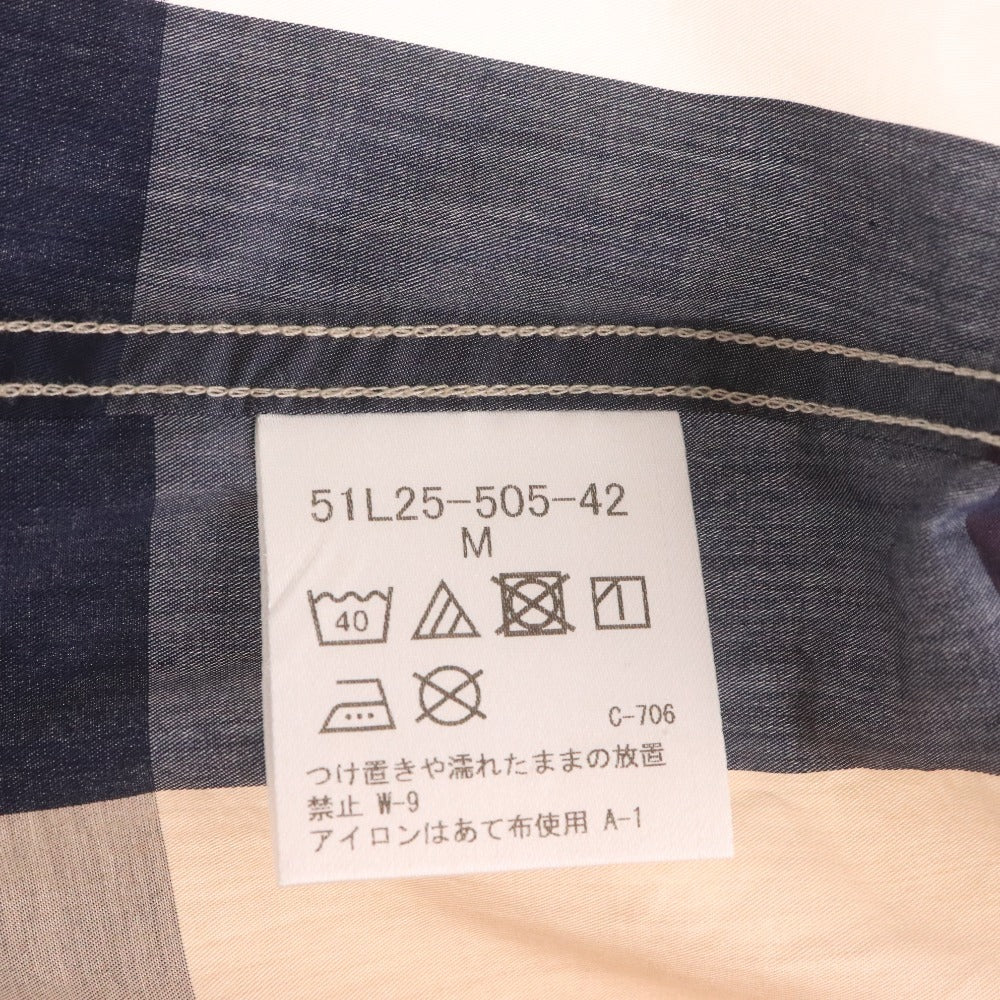 51L25-505-42
M
40
C-706
つけ置きや濡れたままの放置
禁止 W-9
アイロンはあて布使用 A-1